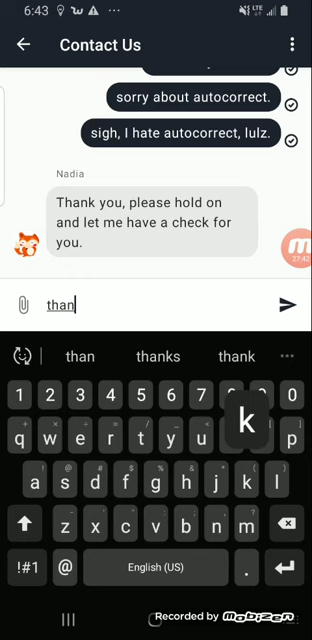 6:43 LTE
Contact Us
sorry about autocorrect.
sigh, I hate autocorrect, lulz.
Nadia
Thank you, please hold on
and let me have a check for
you.
27:42
than
than thanks thank
1 2 3 4 5 6 7 0
k
q w e r t y u p
a s d f g h j k l
z x c v b n m
!#1 @ English (US) .
Recorded by mobizen